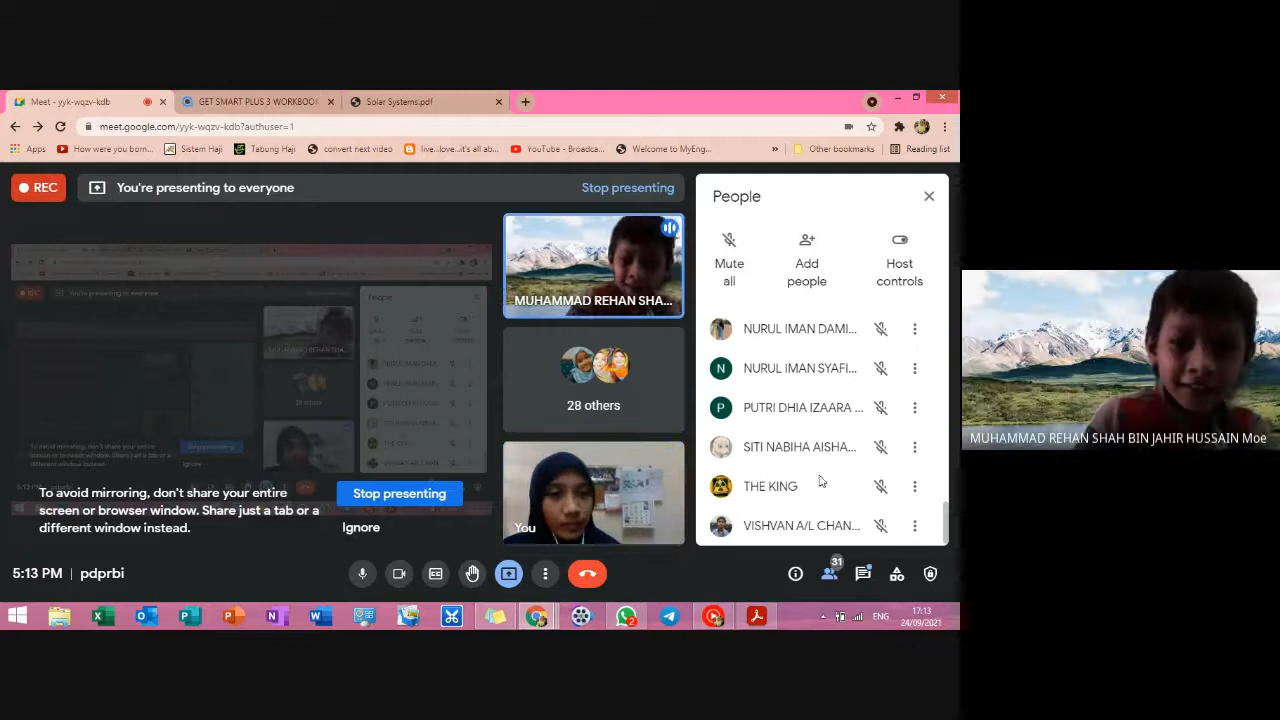 Meet - yyk-wqzv-kdb
GET SMART PLUS 3 WORKBOOK
Solar Systems.pdf
meet.google.com/yyk-wqzv-kdb?authuser=1
Apps
How were you born...
Sistem Haji
Tabung Haji
convert next video
live...love...it's all ab...
YouTube - Broadca...
Welcome to MyEng...
»
Other bookmarks
Reading list
REC
You're presenting to everyone
Stop presenting
People
Mute all
Add people
Host controls
MUHAMMAD REHAN SHA...
28 others
You
NURUL IMAN DAMI...
N
NURUL IMAN SYAFI...
P
PUTRI DHIA IZAARA ...
SITI NABIHA AISHA...
THE KING
VISHVAN A/L CHAN...
To avoid mirroring, don't share your entire
screen or browser window. Share just a tab or a
different window instead.
Stop presenting
Ignore
5:13 PM | pdprbi
31
2
ENG
17:13
24/09/2021
MUHAMMAD REHAN SHAH BIN JAHIR HUSSAIN Moe